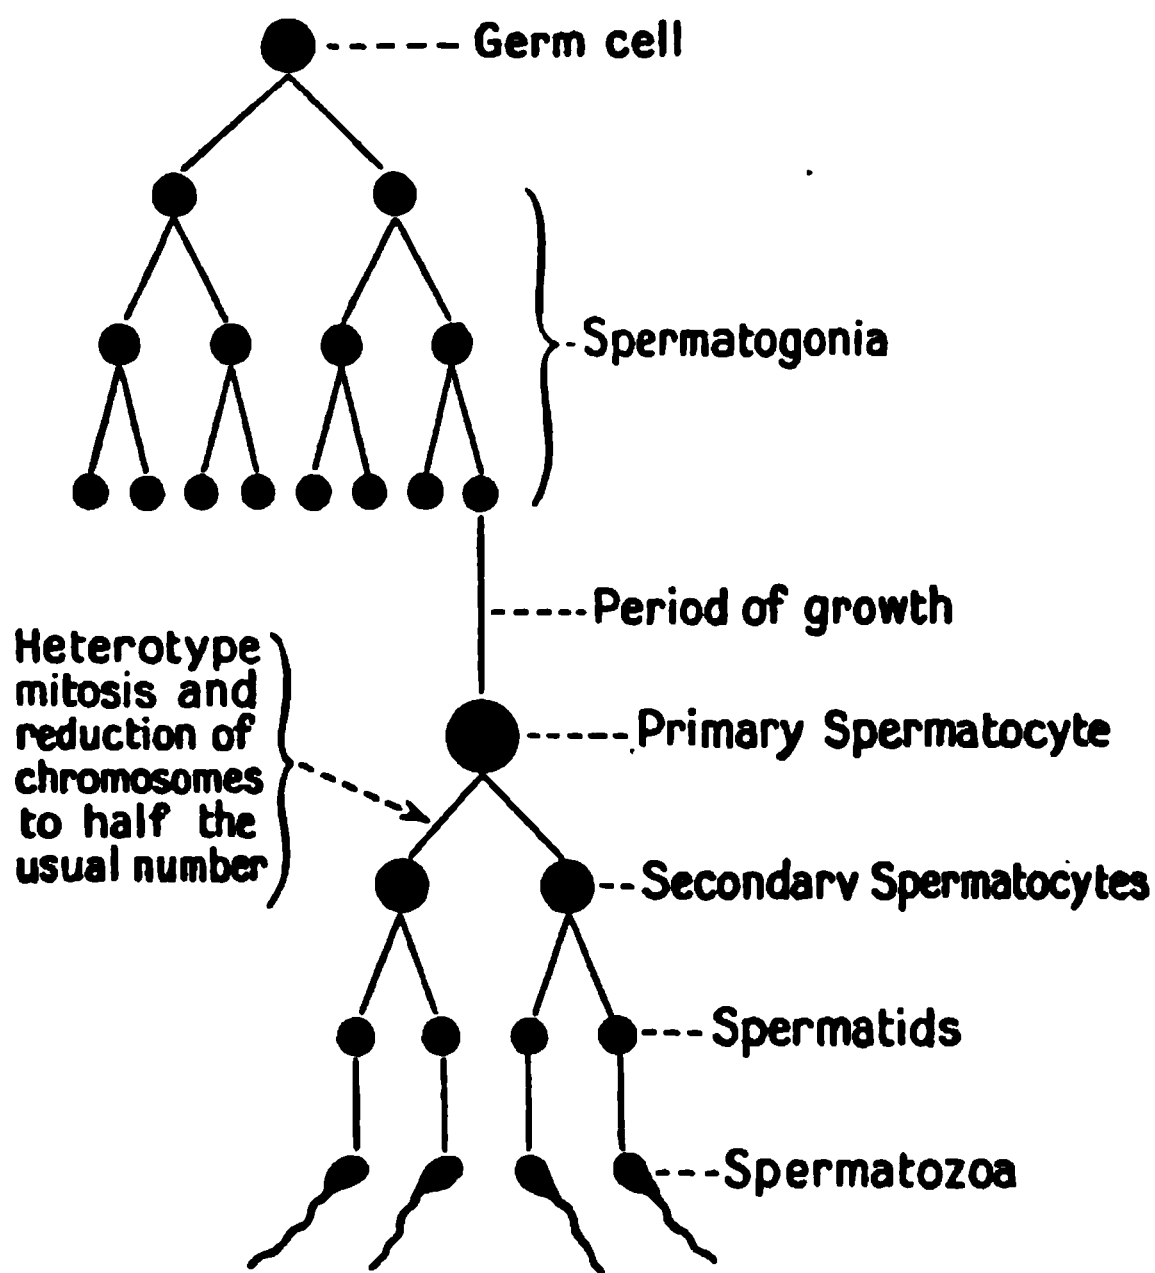 Germ cell
Spermatogonia
Period of growth
Heterotype
mitosis and
reduction of
chromosomes
to half the
usual number
Primary Spermatocyte
Secondary Spermatocytes
Spermatids
Spermatozoa